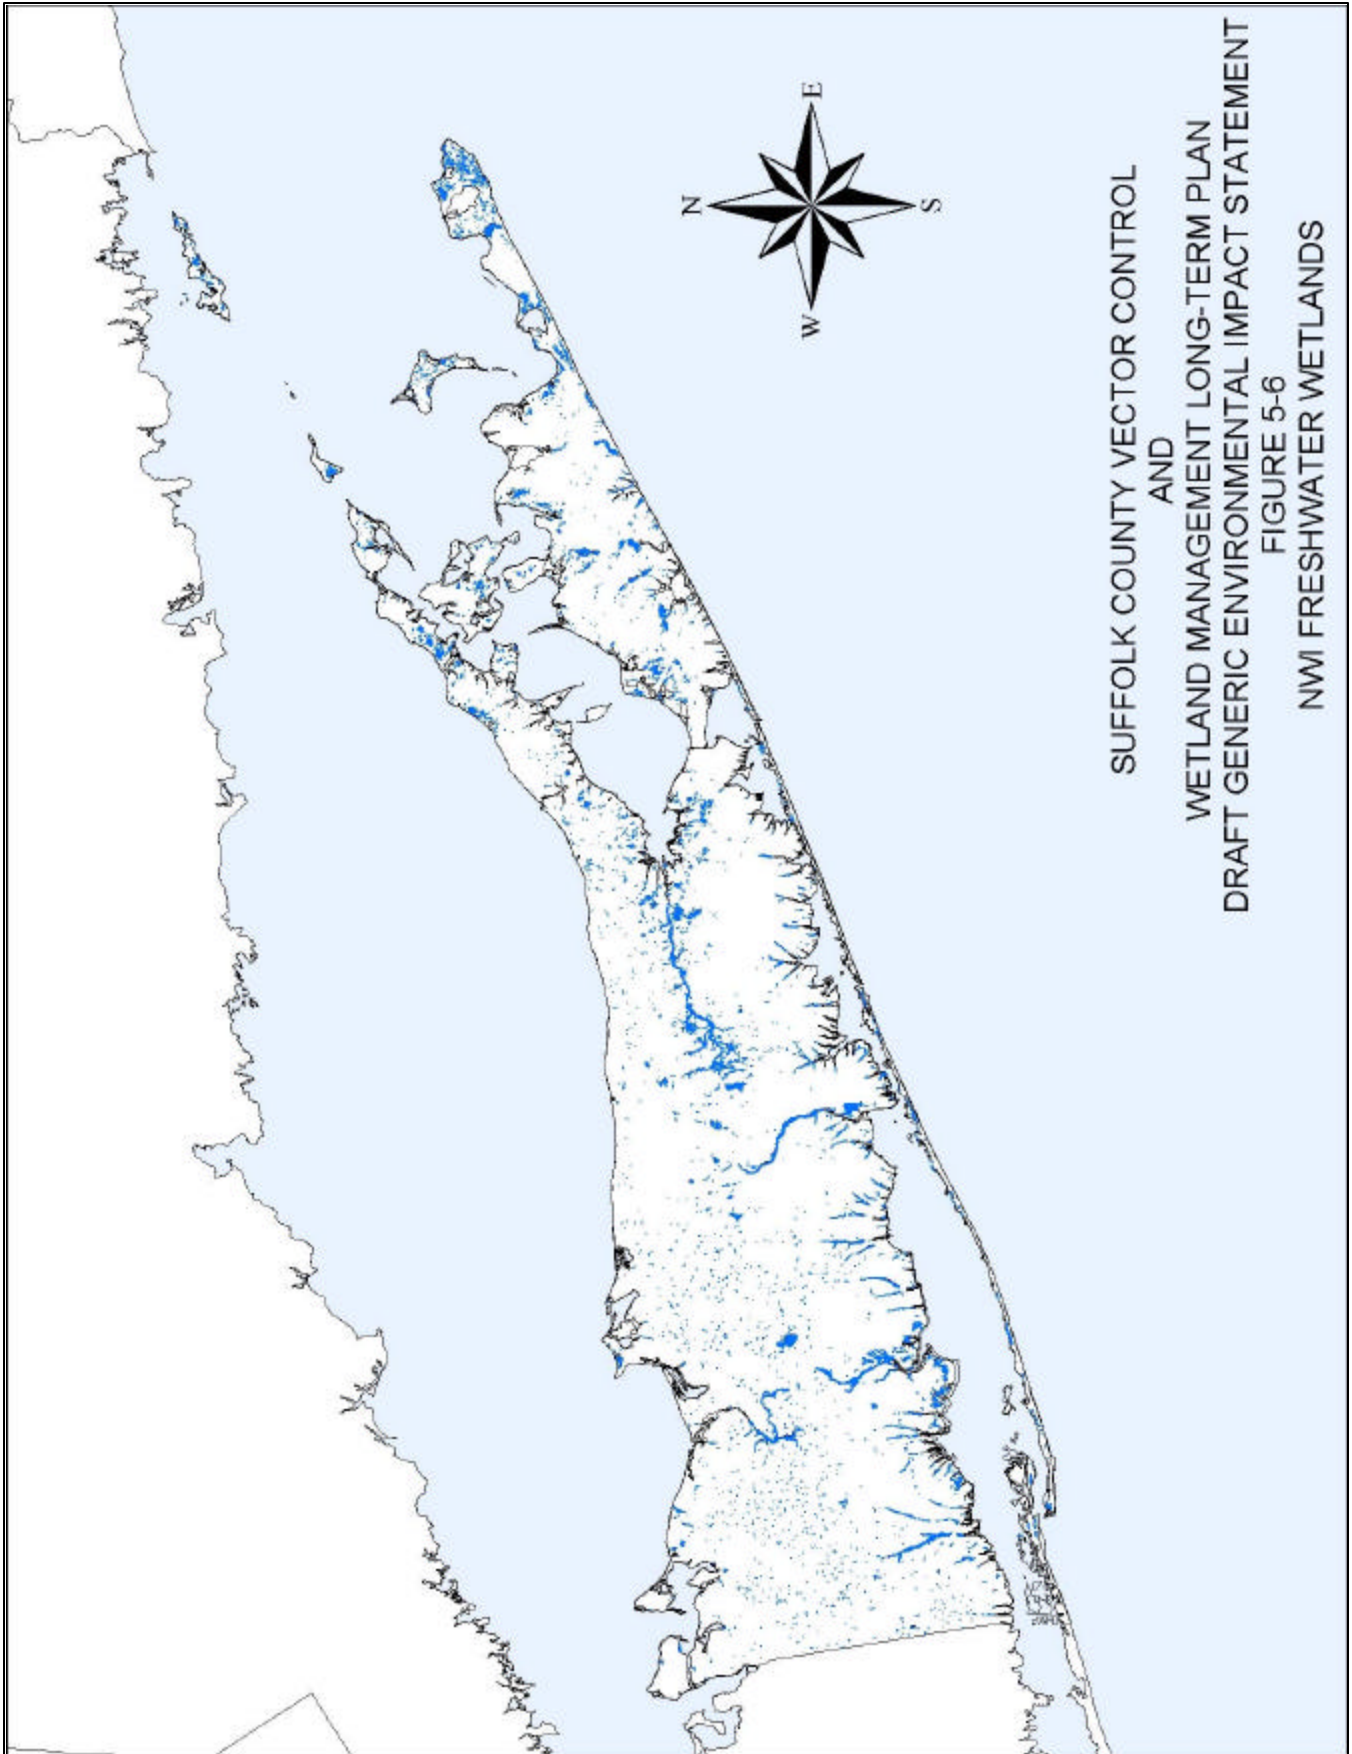 N
E
W
S
SUFFOLK COUNTY VECTOR CONTROL
AND
WETLAND MANAGEMENT LONG-TERM PLAN
DRAFT GENERIC ENVIRONMENTAL IMPACT STATEMENT
FIGURE 5-6
NWI FRESHWATER WETLANDS